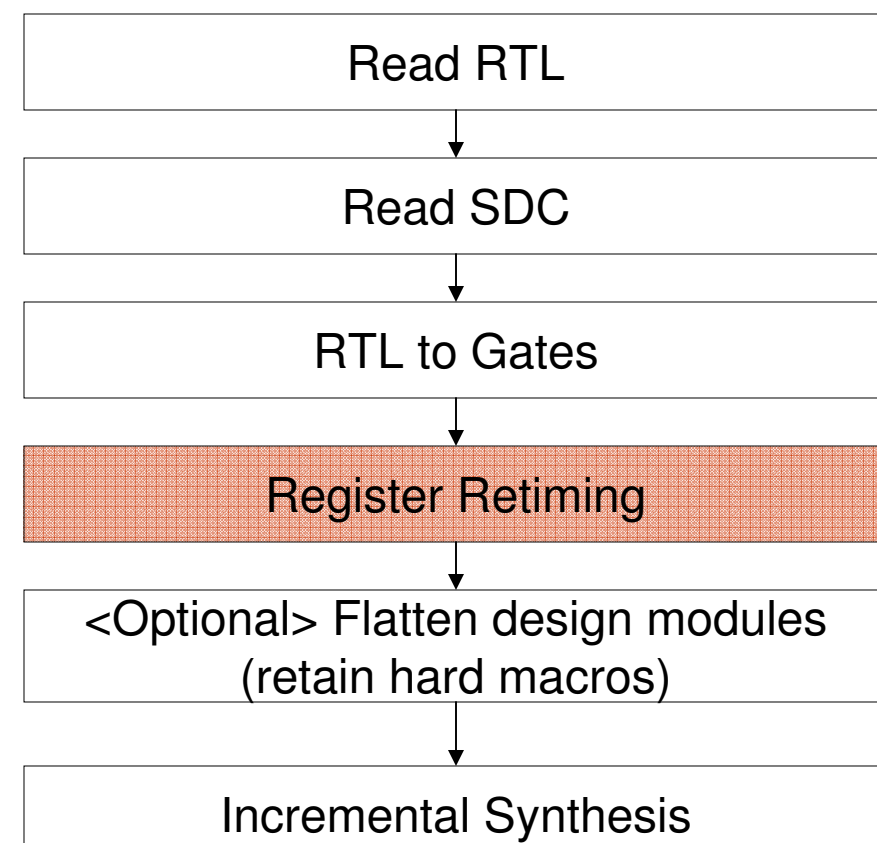 Read RTL
Read SDC
RTL to Gates
Register Retiming
<Optional> Flatten design modules
(retain hard macros)
Incremental Synthesis